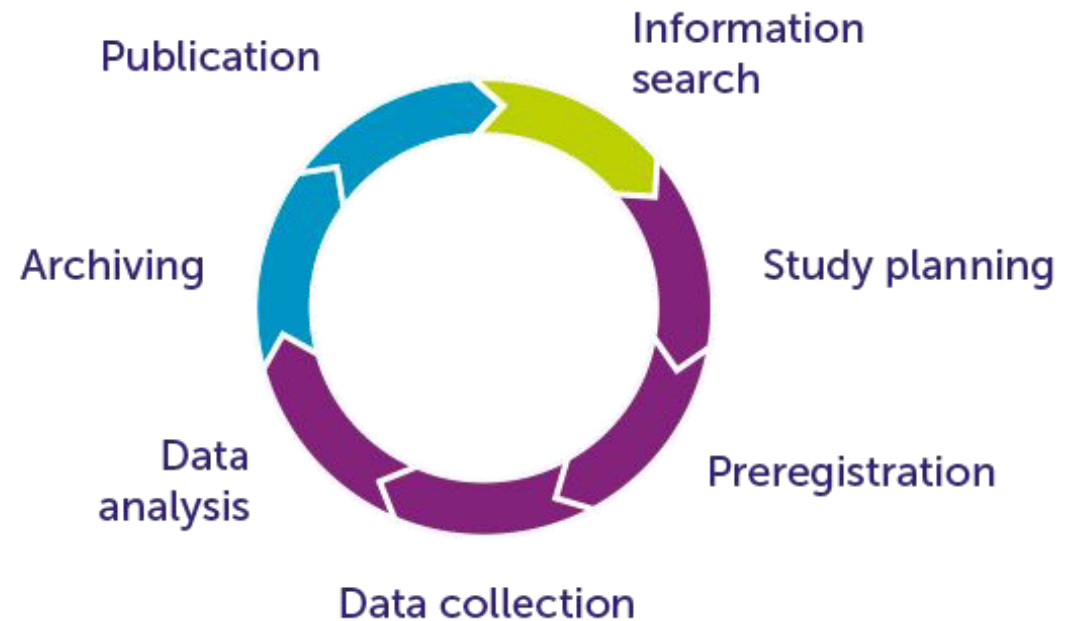 Publication
Information
search
Archiving
Study planning
Data
analysis
Preregistration
Data collection